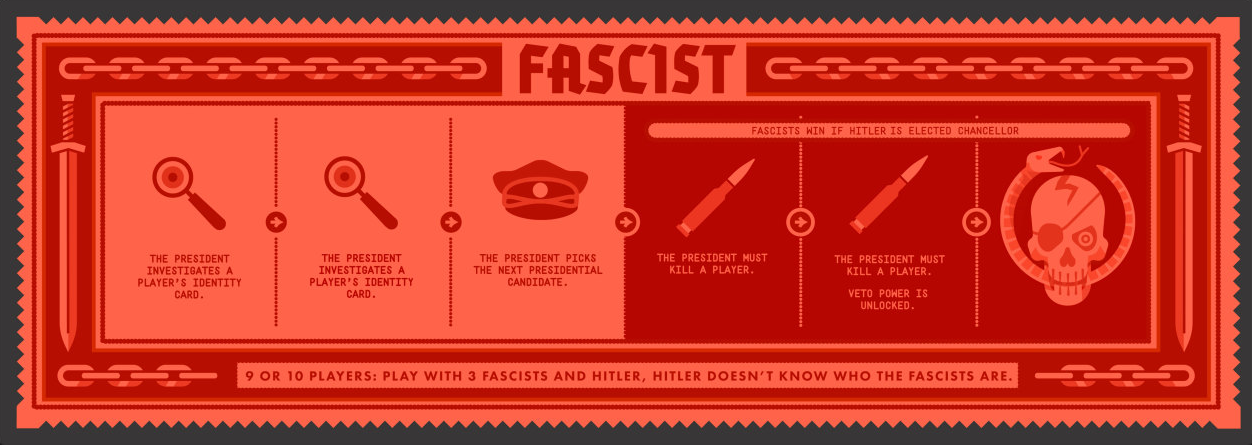 FASCIST
FASCISTS WIN IF HITLER IS ELECTED CHANCELLOR
THE PRESIDENT
INVESTIGATES A
PLAYER'S IDENTITY
CARD.
THE PRESIDENT
INVESTIGATES A
PLAYER'S IDENTITY
CARD.
THE PRESIDENT PICKS
THE NEXT PRESIDENTIAL
CANDIDATE.
THE PRESIDENT MUST
KILL A PLAYER.
THE PRESIDENT MUST
KILL A PLAYER.
VETO POWER IS
UNLOCKED.
9 OR 10 PLAYERS: PLAY WITH 3 FASCISTS AND HITLER, HITLER DOESN'T KNOW WHO THE FASCISTS ARE.